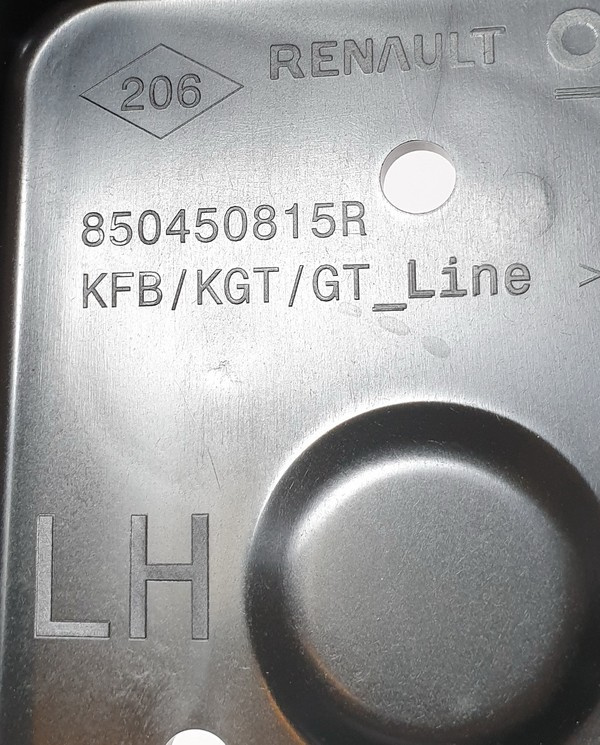 206 RENAULT
850450815R
KFB/KGT/GT_Line >
LH